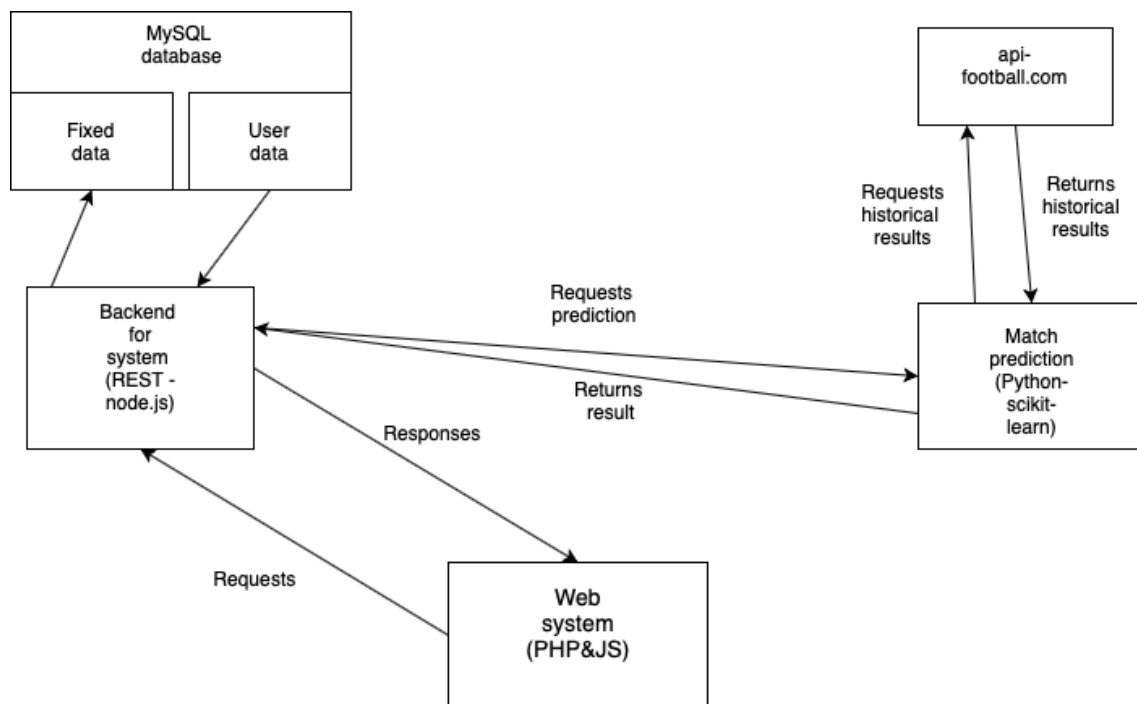 MySQL
database
Fixed
data
User
data
api-
football.com
Requests
historical
results
Returns
historical
results
Backend
for
system
(REST -
node.js)
Requests
prediction
Returns
result
Match
prediction
(Python-
scikit-
learn)
Responses
Requests
Web
system
(PHP&JS)